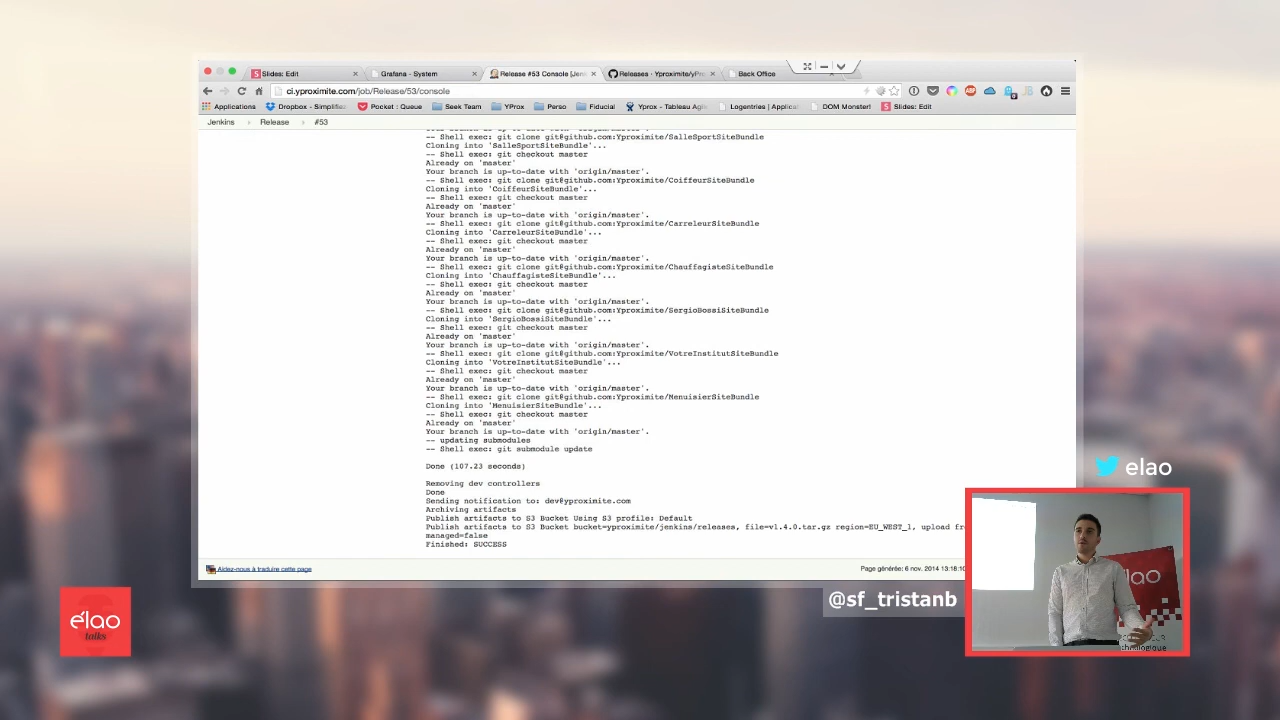 Slides: Edit
Grafana - System
Release #53 Console [Jen
Releases · Yproximite/yPr
Back Office
ci.yproximite.com/job/Release/53/console
Applications
Dropbox - Simplifie
Pocket : Queue
Seek Team
YProx
Perso
Fiducial
Yprox - Tableau Agi
Logentries | Applica
DOM Monster!
Slides: Edit
Jenkins
Release
#53
-- Shell exec: git clone git@github.com:Yproximite/SalleSportSiteBundle
Cloning into 'SalleSportSiteBundle'...
-- Shell exec: git checkout master
Already on 'master'
Your branch is up-to-date with 'origin/master'.
-- Shell exec: git clone git@github.com:Yproximite/CoiffeurSiteBundle
Cloning into 'CoiffeurSiteBundle'...
-- Shell exec: git checkout master
Already on 'master'
Your branch is up-to-date with 'origin/master'.
-- Shell exec: git clone git@github.com:Yproximite/CarreleurSiteBundle
Cloning into 'CarreleurSiteBundle'...
-- Shell exec: git checkout master
Already on 'master'
Your branch is up-to-date with 'origin/master'.
-- Shell exec: git clone git@github.com:Yproximite/ChauffagisteSiteBundle
Cloning into 'ChauffagisteSiteBundle'...
-- Shell exec: git checkout master
Already on 'master'
Your branch is up-to-date with 'origin/master'.
-- Shell exec: git clone git@github.com:Yproximite/SergioBossiSiteBundle
Cloning into 'SergioBossiSiteBundle'...
-- Shell exec: git checkout master
Already on 'master'
Your branch is up-to-date with 'origin/master'.
-- Shell exec: git clone git@github.com:Yproximite/VotreInstitutSiteBundle
Cloning into 'VotreInstitutSiteBundle'...
-- Shell exec: git checkout master
Already on 'master'
Your branch is up-to-date with 'origin/master'.
-- Shell exec: git clone git@github.com:Yproximite/MenuisierSiteBundle
Cloning into 'MenuisierSiteBundle'...
-- Shell exec: git checkout master
Already on 'master'
Your branch is up-to-date with 'origin/master'.
-- updating submodules
-- Shell exec: git submodule update
Done (107.23 seconds)
Removing dev controllers
Done
Sending notification to: dev@yproximite.com
Archiving artifacts
Publish artifacts to S3 Bucket Using S3 profile: Default
Publish artifacts to S3 Bucket bucket=yproximite/jenkins/releases, file=v1.4.0.tar.gz region=EU_WEST_1, upload fr
managed=false
Finished: SUCCESS
Aidez-nous à traduire cette page
Page générée: 6 nov. 2014 13:18:10
elao
@sf_tristanb
élao
talks